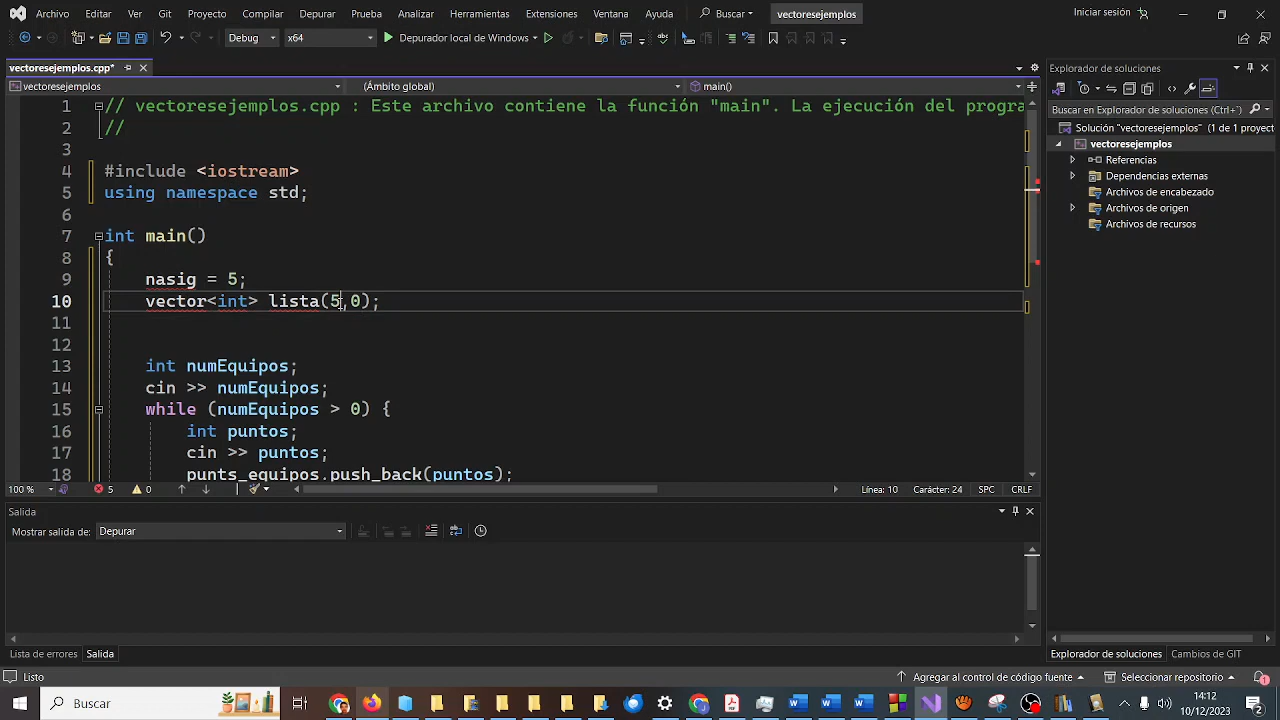 Archivo Editar Ver Git Proyecto Compilar Depurar Prueba Analizar Herramientas Extensiones Ventana Ayuda Buscar vectoresejemplos Iniciar sesión
Debug x64 Depurador local de Windows
vectoresejemplos.cpp*
vectoresejemplos (Ámbito global) main()
1 // vectoresejemplos.cpp : Este archivo contiene la función "main". La ejecución del progra
2 //
3
4 #include <iostream>
5 using namespace std;
6
7 int main()
8 {
9 nasig = 5;
10 vector<int> lista(5,0);
11
12
13 int numEquipos;
14 cin >> numEquipos;
15 while (numEquipos > 0) {
16 int puntos;
17 cin >> puntos;
18 punts_equipos.push_back(puntos);
100 % 5 0 Línea: 10 Carácter: 24 SPC CRLF
Salida
Mostrar salida de: Depurar
Lista de errores Salida
Explorador de soluciones
Buscar en Explorador de soluciones (Ctrl+')
Solución "vectoresejemplos" (1 de 1 proyect
vectoresejemplos
Referencias
Dependencias externas
Archivos de encabezado
Archivos de origen
Archivos de recursos
Explorador de soluciones Cambios de GIT
Listo Agregar al control de código fuente Seleccionar repositorio 1
Buscar
14:12
10/12/2023
2